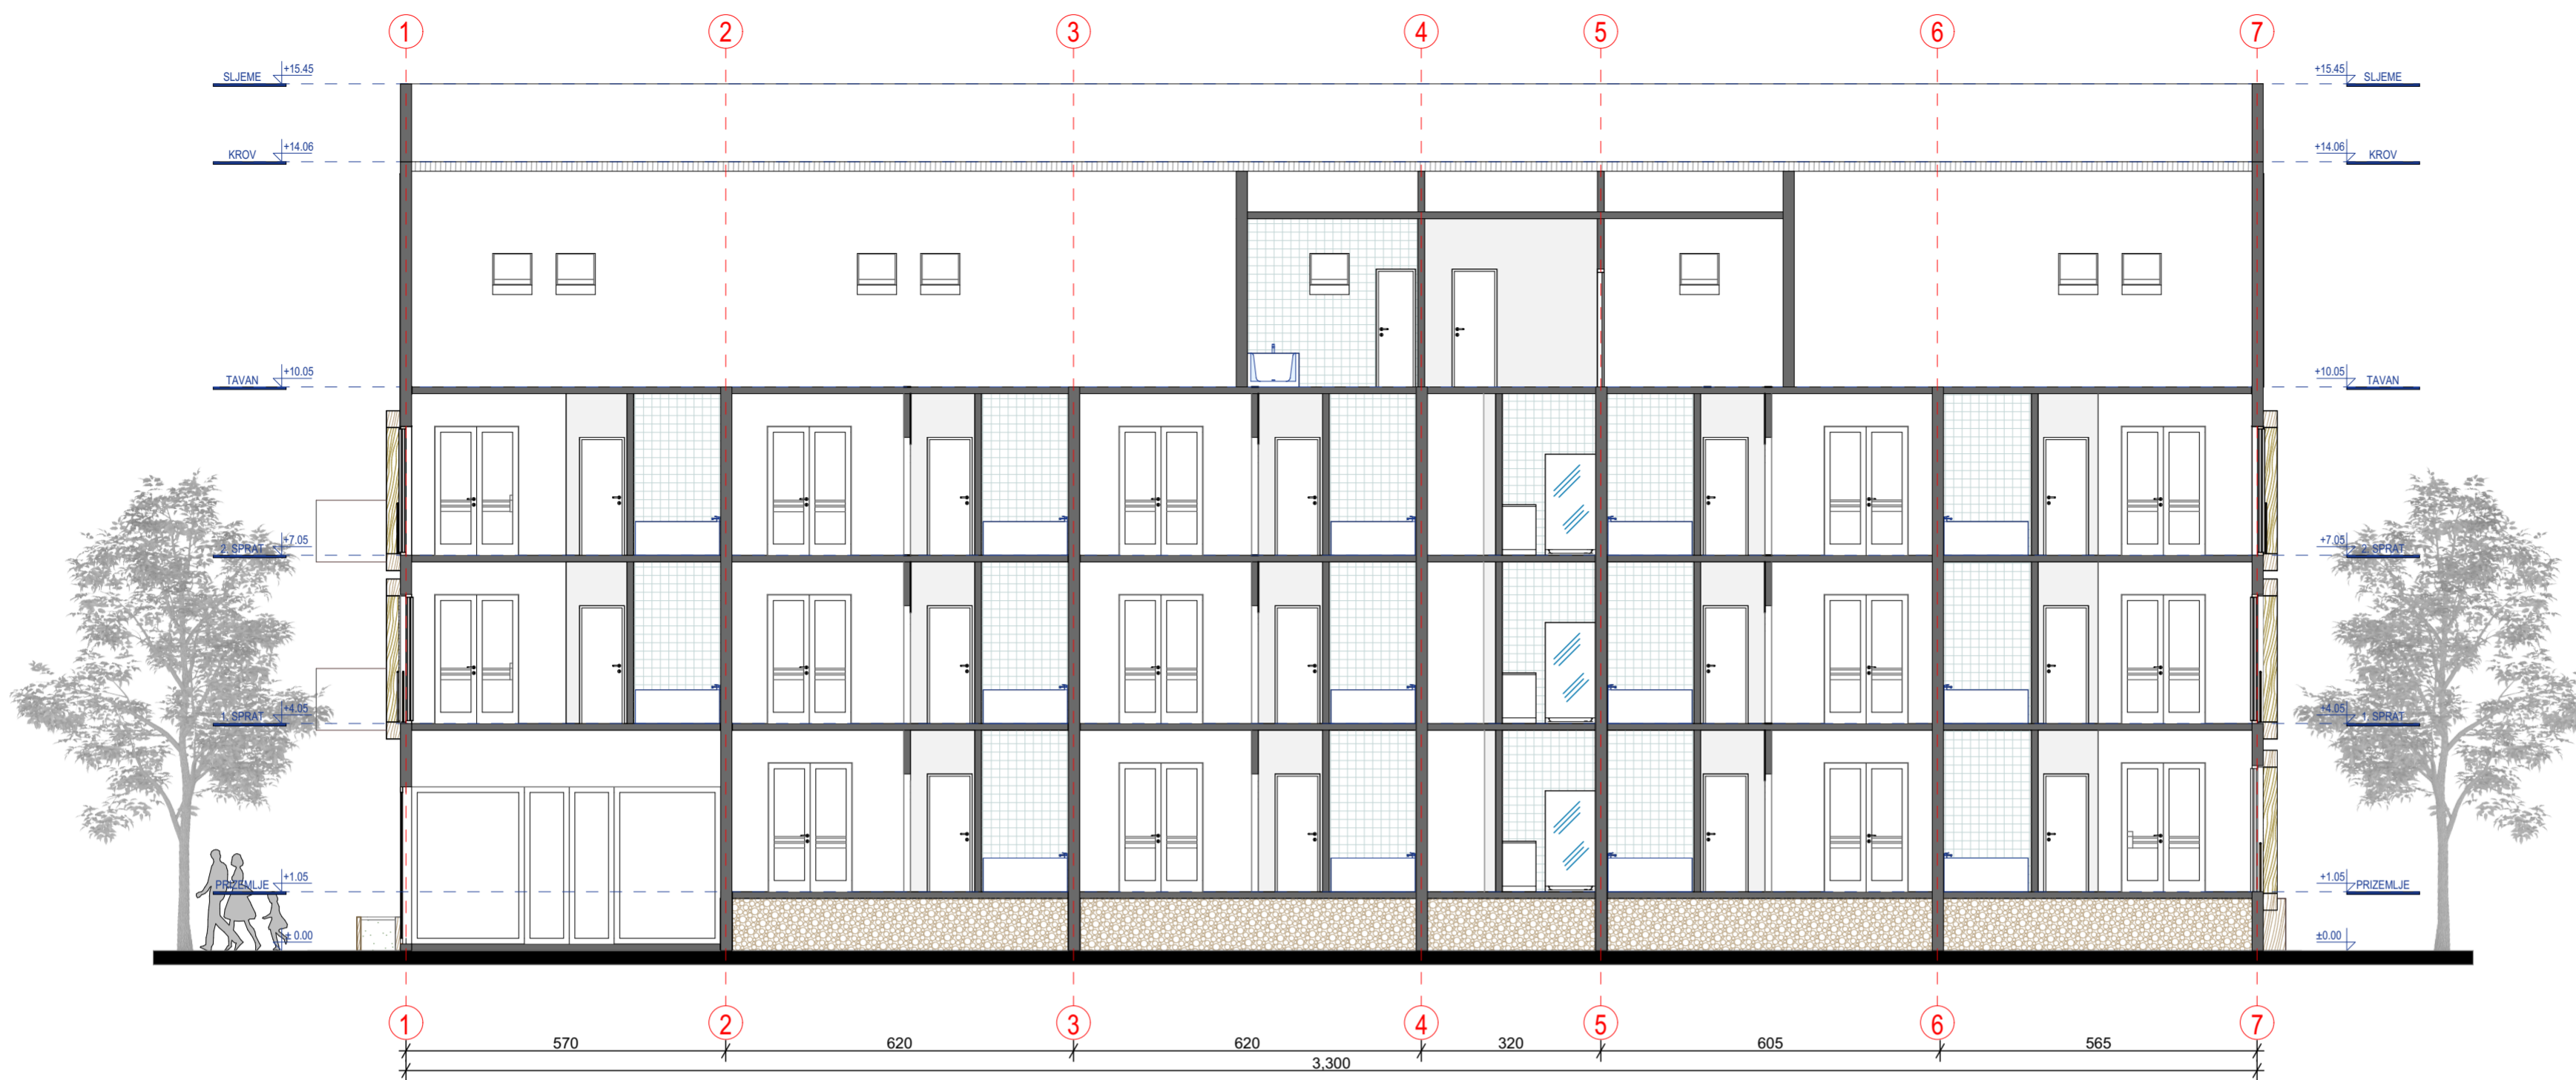 1 2 3 4 5 6 7
SLJEME +15.45
+15.45 SLJEME
KROV +14.06
+14.06 KROV
TAVAN +10.05
+10.05 TAVAN
2. SPRAT +7.05
+7.05 2. SPRAT
1. SPRAT +4.05
+4.05 1. SPRAT
PRIZEMLJE +1.05
+1.05 PRIZEMLJE
± 0.00
±0.00
1 2 3 4 5 6 7
570 620 620 320 605 565
3,300